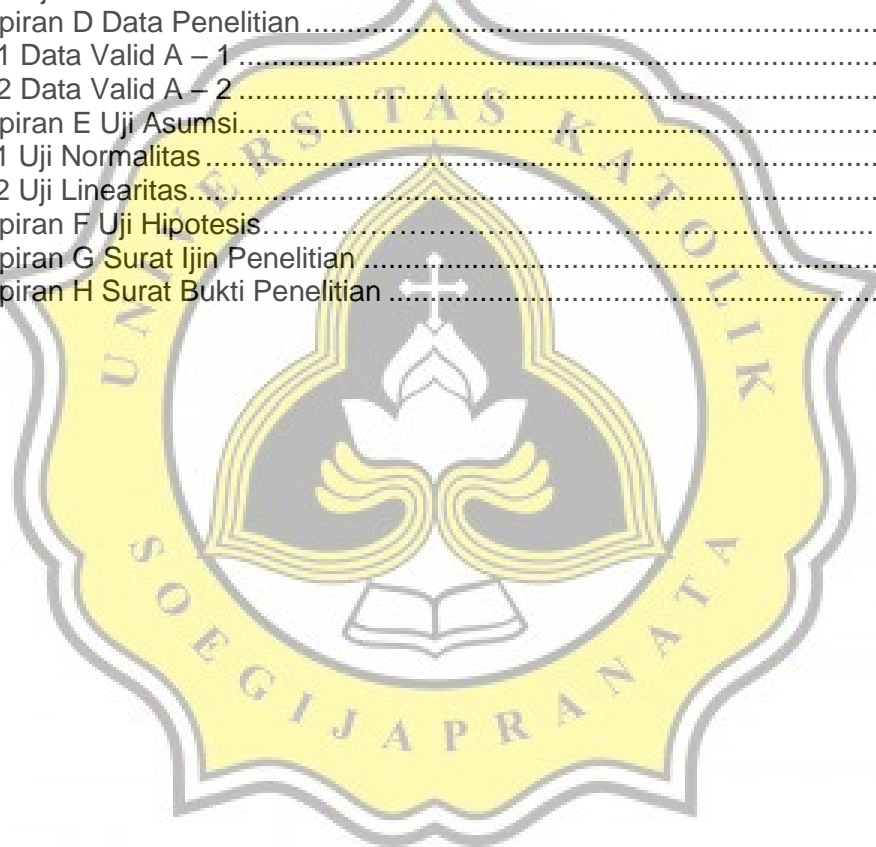 piran D Data Penelitian ........................................................................
1 Data Valid A – 1 ........................................................................
2 Data Valid A – 2 ........................................................................
piran E Uji Asumsi........................................................................
1 Uji Normalitas ........................................................................
2 Uji Linearitas........................................................................
piran F Uji Hipotesis........................................................................
piran G Surat Ijin Penelitian ........................................................................
piran H Surat Bukti Penelitian ........................................................................
UNIVERSITAS KATOLIK
SOEGIJAPRANATA